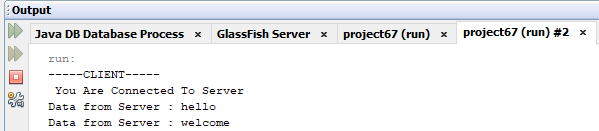 Output
Java DB Database Process × GlassFish Server × project67 (run) × project67 (run) #2 ×
run:
-----CLIENT-----
You Are Connected To Server
Data from Server : hello
Data from Server : welcome